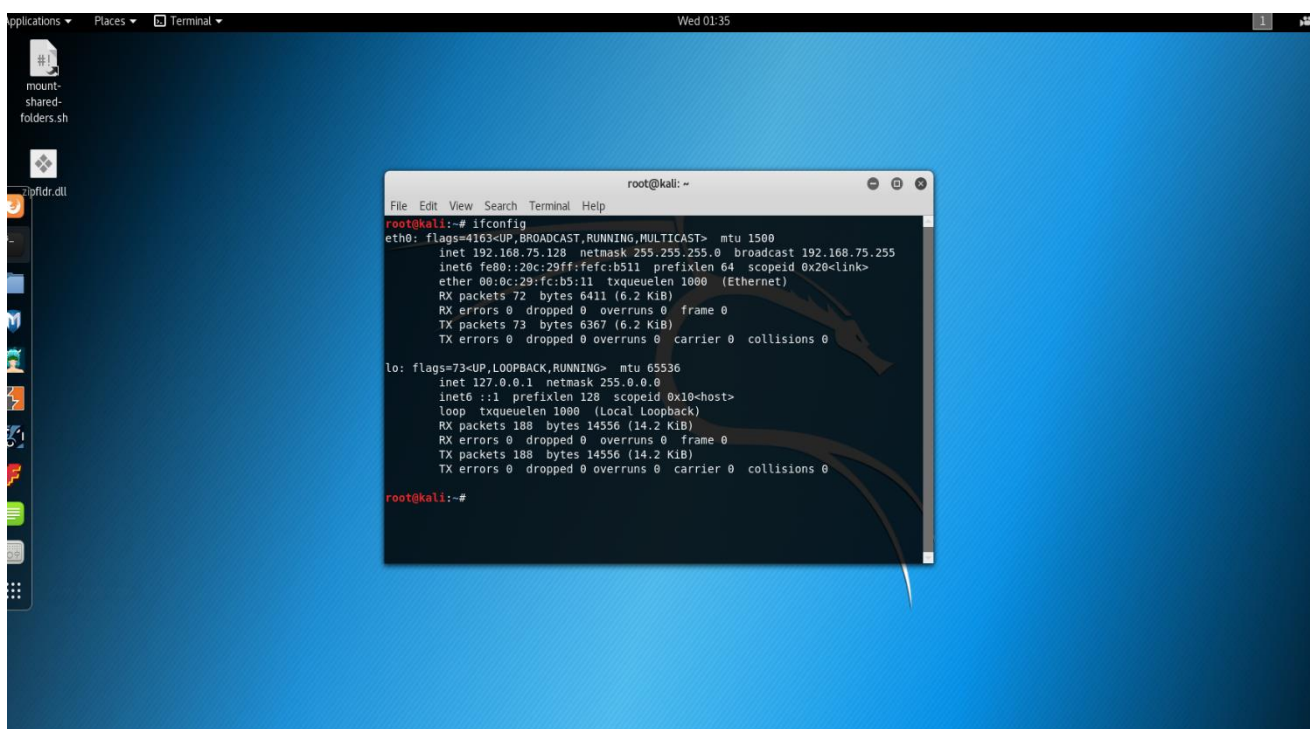 Applications Places Terminal Wed 01:35 1
mount-
shared-
folders.sh
zipfldr.dll
root@kali: ~
File Edit View Search Terminal Help
root@kali:~# ifconfig
eth0: flags=4163<UP,BROADCAST,RUNNING,MULTICAST>  mtu 1500
        inet 192.168.75.128  netmask 255.255.255.0  broadcast 192.168.75.255
        inet6 fe80::20c:29ff:fefc:b511  prefixlen 64  scopeid 0x20<link>
        ether 00:0c:29:fc:b5:11  txqueuelen 1000  (Ethernet)
        RX packets 72  bytes 6411 (6.2 KiB)
        RX errors 0  dropped 0  overruns 0  frame 0
        TX packets 73  bytes 6367 (6.2 KiB)
        TX errors 0  dropped 0 overruns 0  carrier 0  collisions 0
lo: flags=73<UP,LOOPBACK,RUNNING>  mtu 65536
        inet 127.0.0.1  netmask 255.0.0.0
        inet6 ::1  prefixlen 128  scopeid 0x10<host>
        loop  txqueuelen 1000  (Local Loopback)
        RX packets 188  bytes 14556 (14.2 KiB)
        RX errors 0  dropped 0  overruns 0  frame 0
        TX packets 188  bytes 14556 (14.2 KiB)
        TX errors 0  dropped 0 overruns 0  carrier 0  collisions 0
root@kali:~#